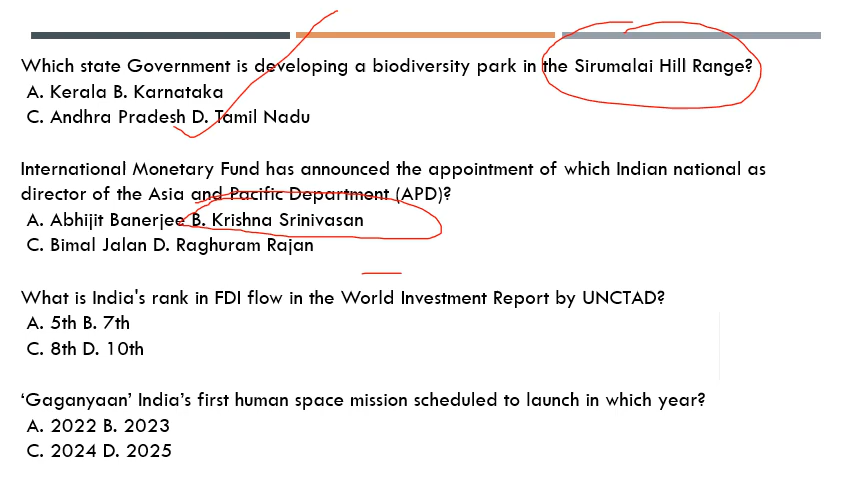 Which state Government is developing a biodiversity park in the Sirumalai Hill Range?
A. Kerala B. Karnataka
C. Andhra Pradesh D. Tamil Nadu
International Monetary Fund has announced the appointment of which Indian national as
director of the Asia and Pacific Department (APD)?
A. Abhijit Banerjee B. Krishna Srinivasan
C. Bimal Jalan D. Raghuram Rajan
What is India's rank in FDI flow in the World Investment Report by UNCTAD?
A. 5th B. 7th
C. 8th D. 10th
‘Gaganyaan’ India’s first human space mission scheduled to launch in which year?
A. 2022 B. 2023
C. 2024 D. 2025